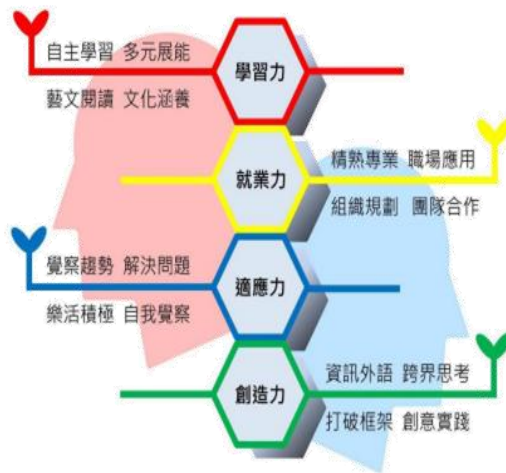 自主學習 多元展能
藝文閱讀 文化涵養
學習力
就業力
精熟專業 職場應用
組織規劃 團隊合作
覺察趨勢 解決問題
樂活積極 自我覺察
適應力
創造力
資訊外語 跨界思考
打破框架 創意實踐